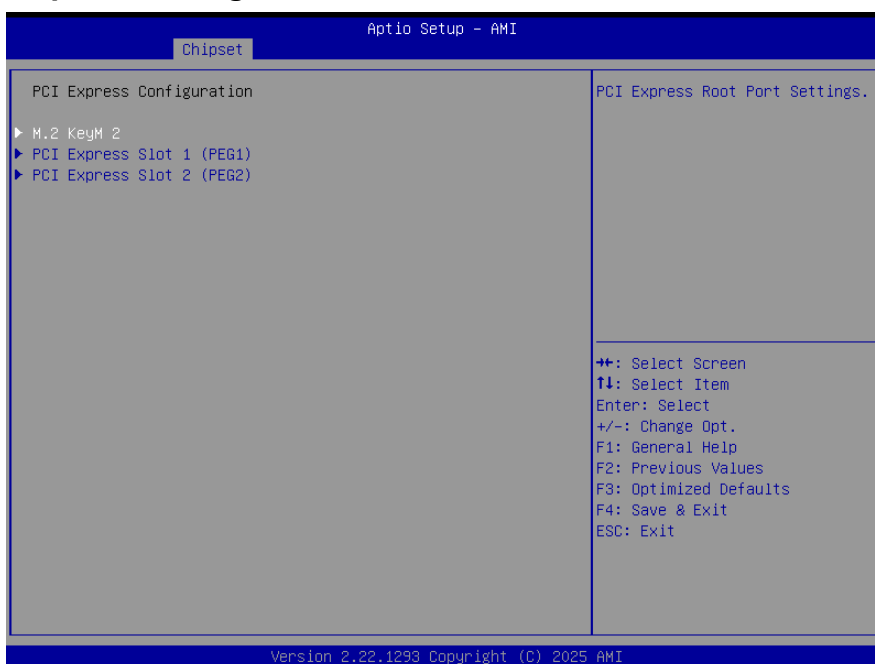 Aptio Setup – AMI
Chipset
PCI Express Configuration
▶ M.2 KeyM 2
▶ PCI Express Slot 1 (PEG1)
▶ PCI Express Slot 2 (PEG2)
PCI Express Root Port Settings.
→←: Select Screen
↑↓: Select Item
Enter: Select
+/-: Change Opt.
F1: General Help
F2: Previous Values
F3: Optimized Defaults
F4: Save & Exit
ESC: Exit
Version 2.22.1293 Copyright (C) 2025 AMI